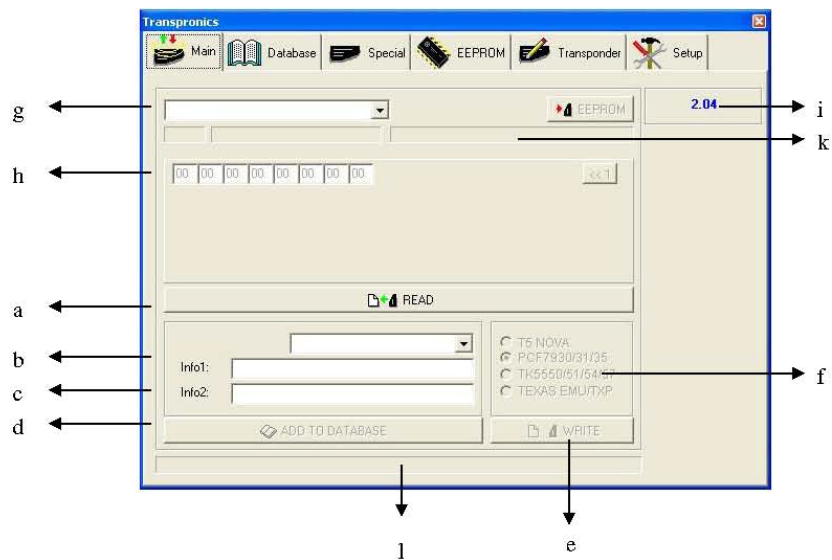 Transpronics
Main Database Special EEPROM Transponder Setup
g EEPROM 2.04 i
k
h 00 00 00 00 00 00 00 00 << 1
a READ
T5 NOVA
b PCF7930/31/35
Info1: TK5550/51/54/57 f
c Info2: TEXAS EMU/TXP
d ADD TO DATABASE WRITE
l e